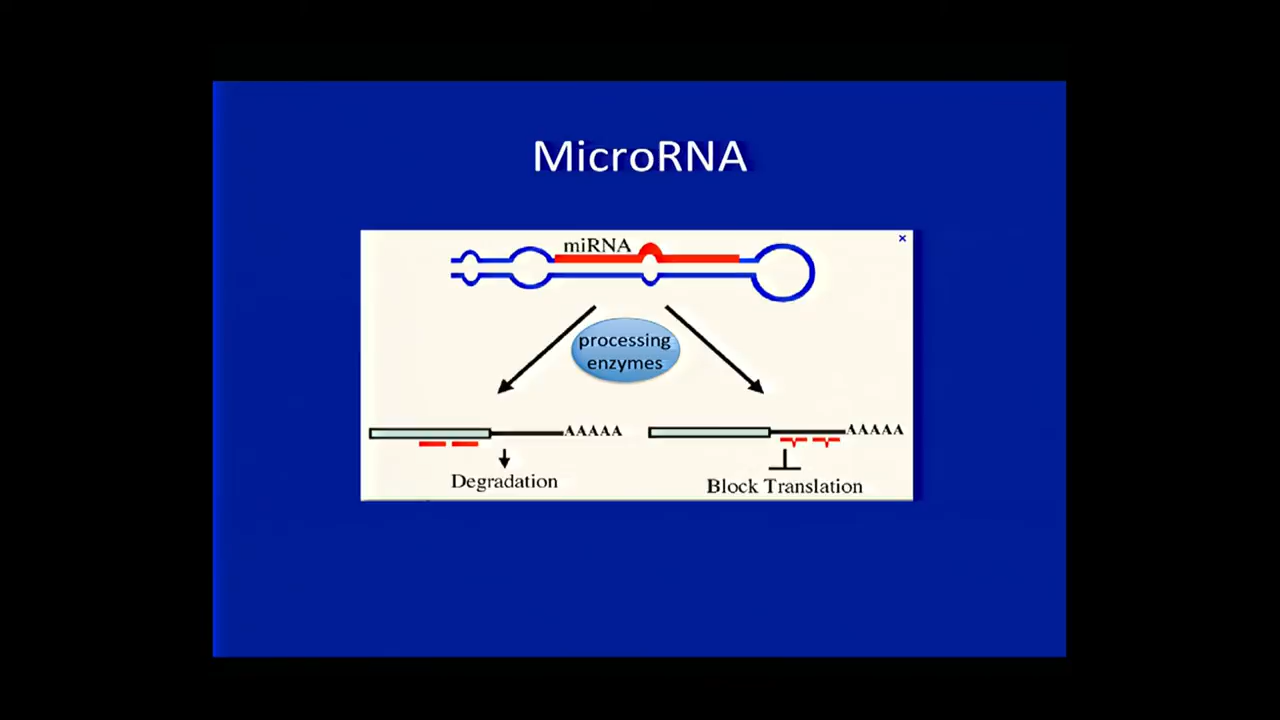 MicroRNA
×
miRNA
processing
enzymes
AAAAA
AAAAA
Degradation
Block Translation